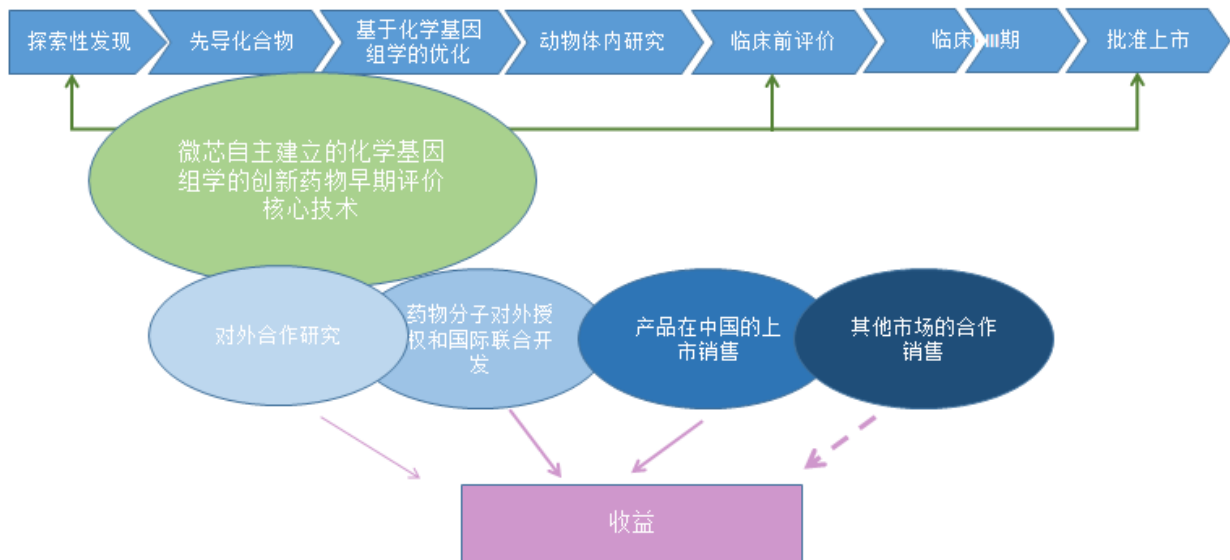 探索性发现
先导化合物
基于化学基因
组学的优化
动物体内研究
临床前评价
临床
III期
批准上市
微芯自主建立的化学基因
组学的创新药物早期评价
核心技术
对外合作研究
药物分子对外授
权和国际联合开
发
产品在中国的上
市销售
其他市场的合作
销售
收益